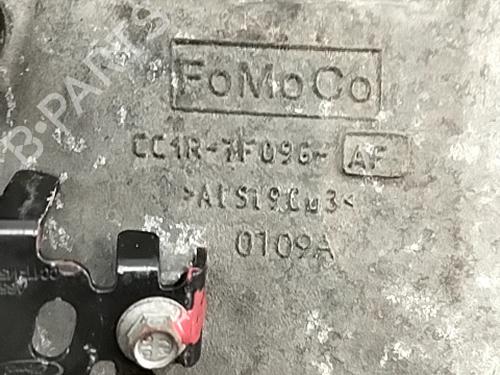 FoMoCo
CC1R-7F096-AF
>AlSi9Cu3<
0109A
B-PARTS